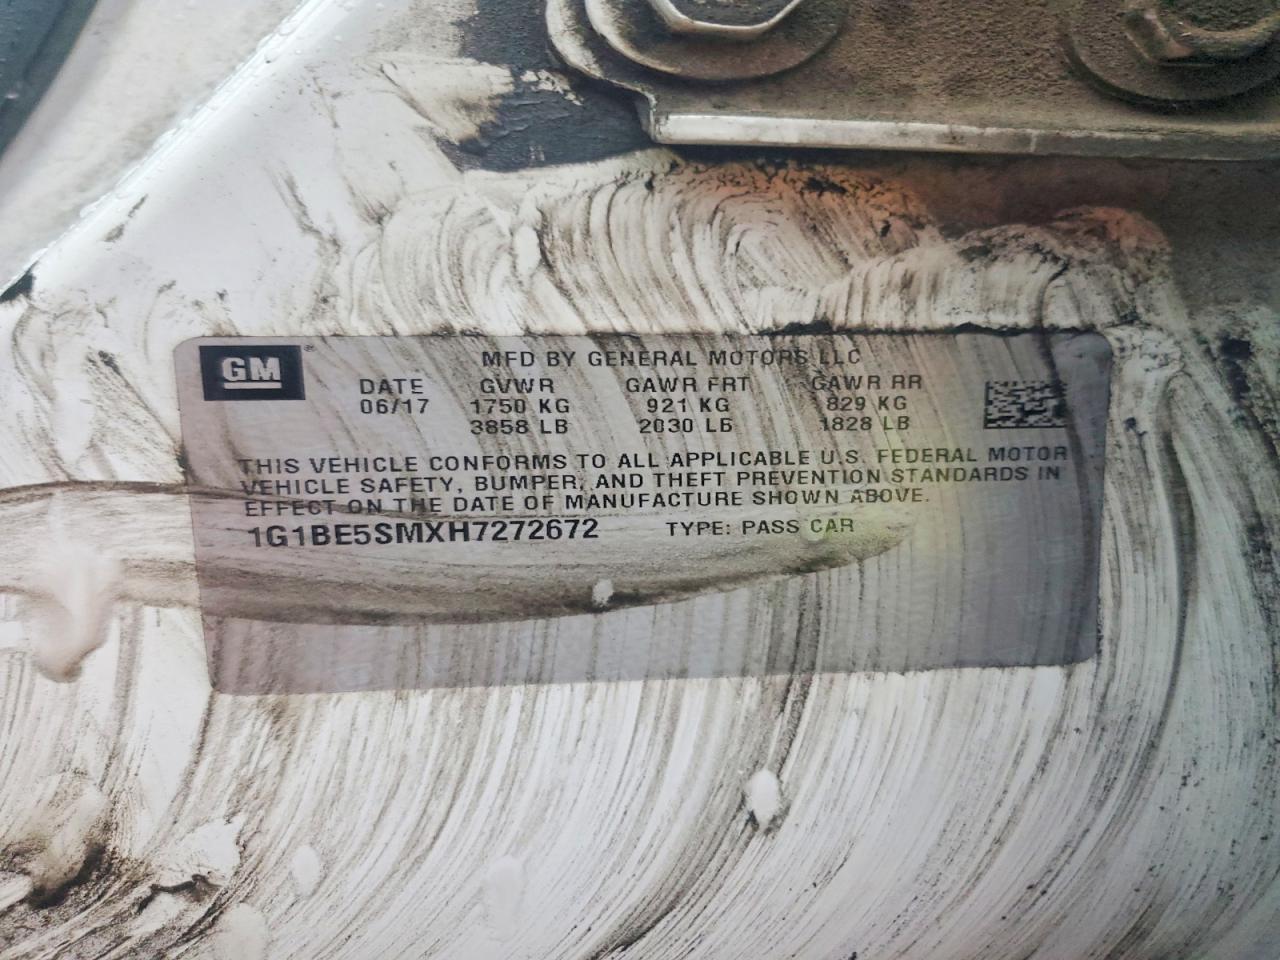 GM®
MFD BY GENERAL MOTORS LLC
DATE GVWR GAWR FRT GAWR RR
06/17 1750 KG 921 KG 829 KG
3858 LB 2030 LB 1828 LB
THIS VEHICLE CONFORMS TO ALL APPLICABLE U.S. FEDERAL MOTOR
VEHICLE SAFETY, BUMPER, AND THEFT PREVENTION STANDARDS IN
EFFECT ON THE DATE OF MANUFACTURE SHOWN ABOVE.
1G1BE5SMXH7272672 TYPE: PASS CAR